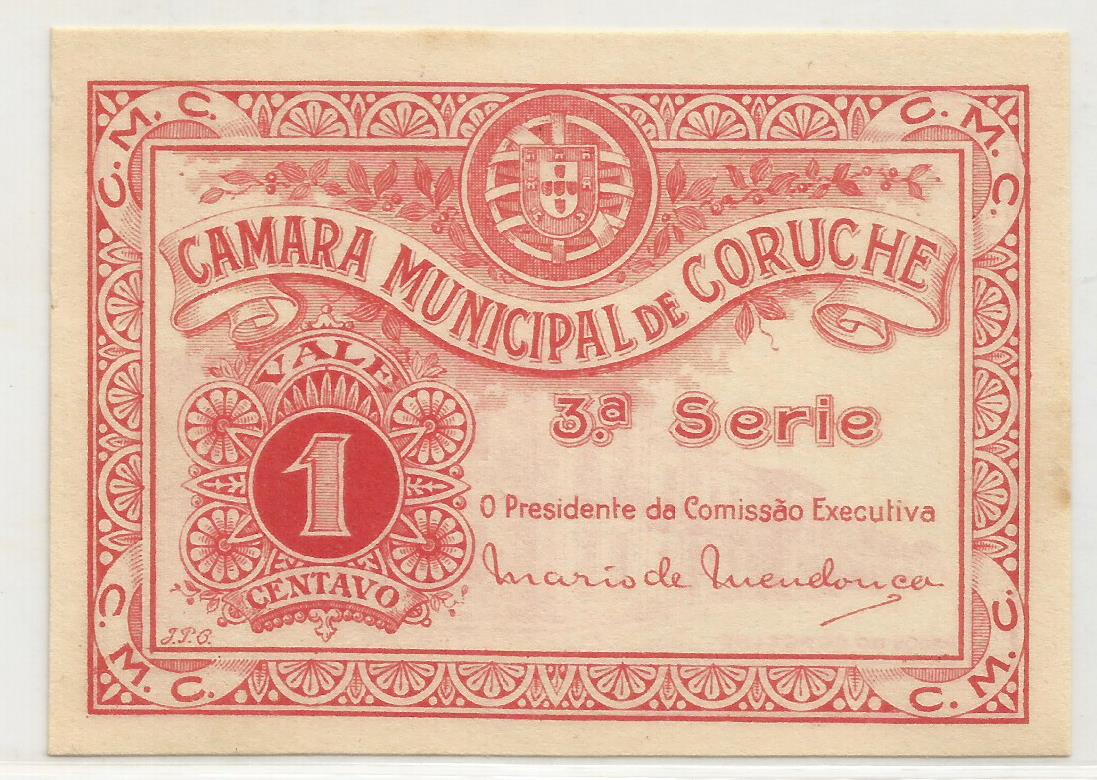 C. M. C.
C. M. C.
CAMARA MUNICIPAL DE CORUCHE
VALE
1
CENTAVO
3.ª Serie
O Presidente da Comissão Executiva
Mario de Mendonça
J.P.G.
C. M. C.
C. M. C.